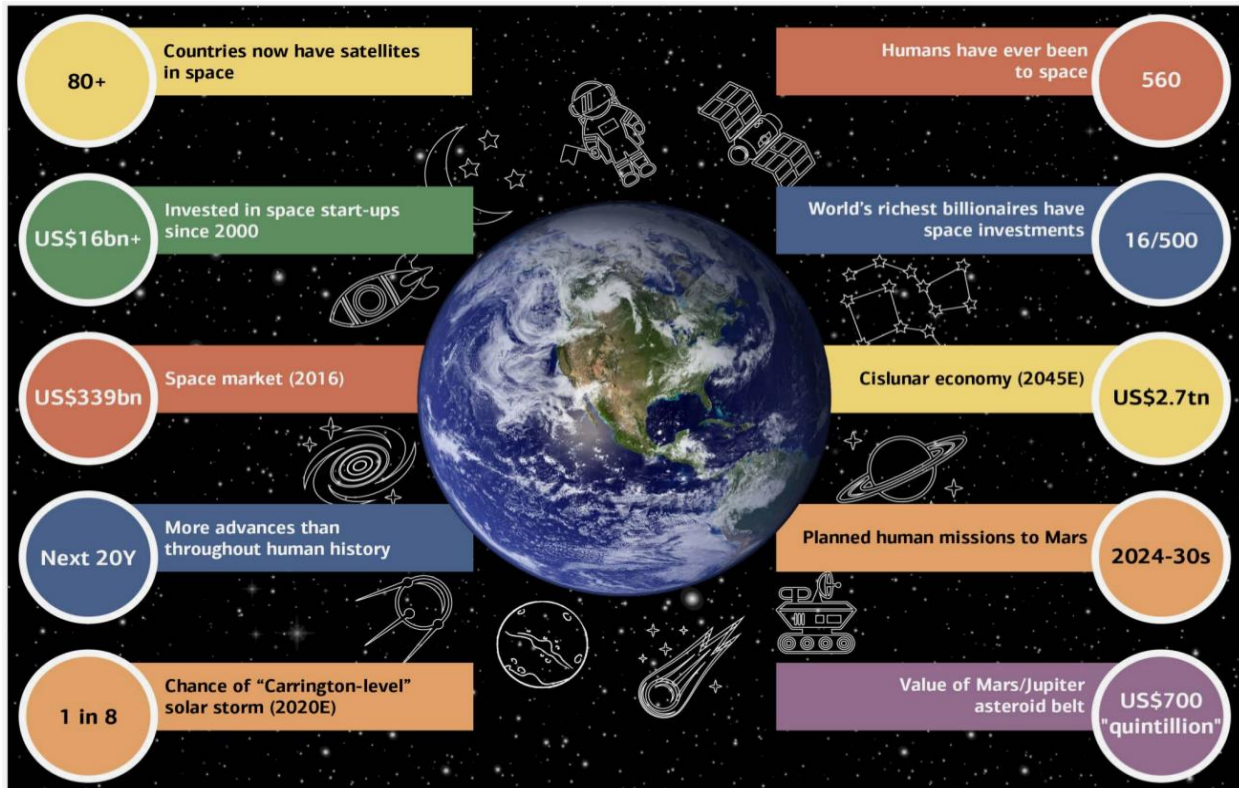 80+
Countries now have satellites
in space
US$16bn+
Invested in space start-ups
since 2000
US$339bn
Space market (2016)
Next 20Y
More advances than
throughout human history
1 in 8
Chance of “Carrington-level”
solar storm (2020E)
Humans have ever been
to space
560
World’s richest billionaires have
space investments
16/500
Cislunar economy (2045E)
US$2.7tn
Planned human missions to Mars
2024-30s
Value of Mars/Jupiter
asteroid belt
US$700
"quintillion"